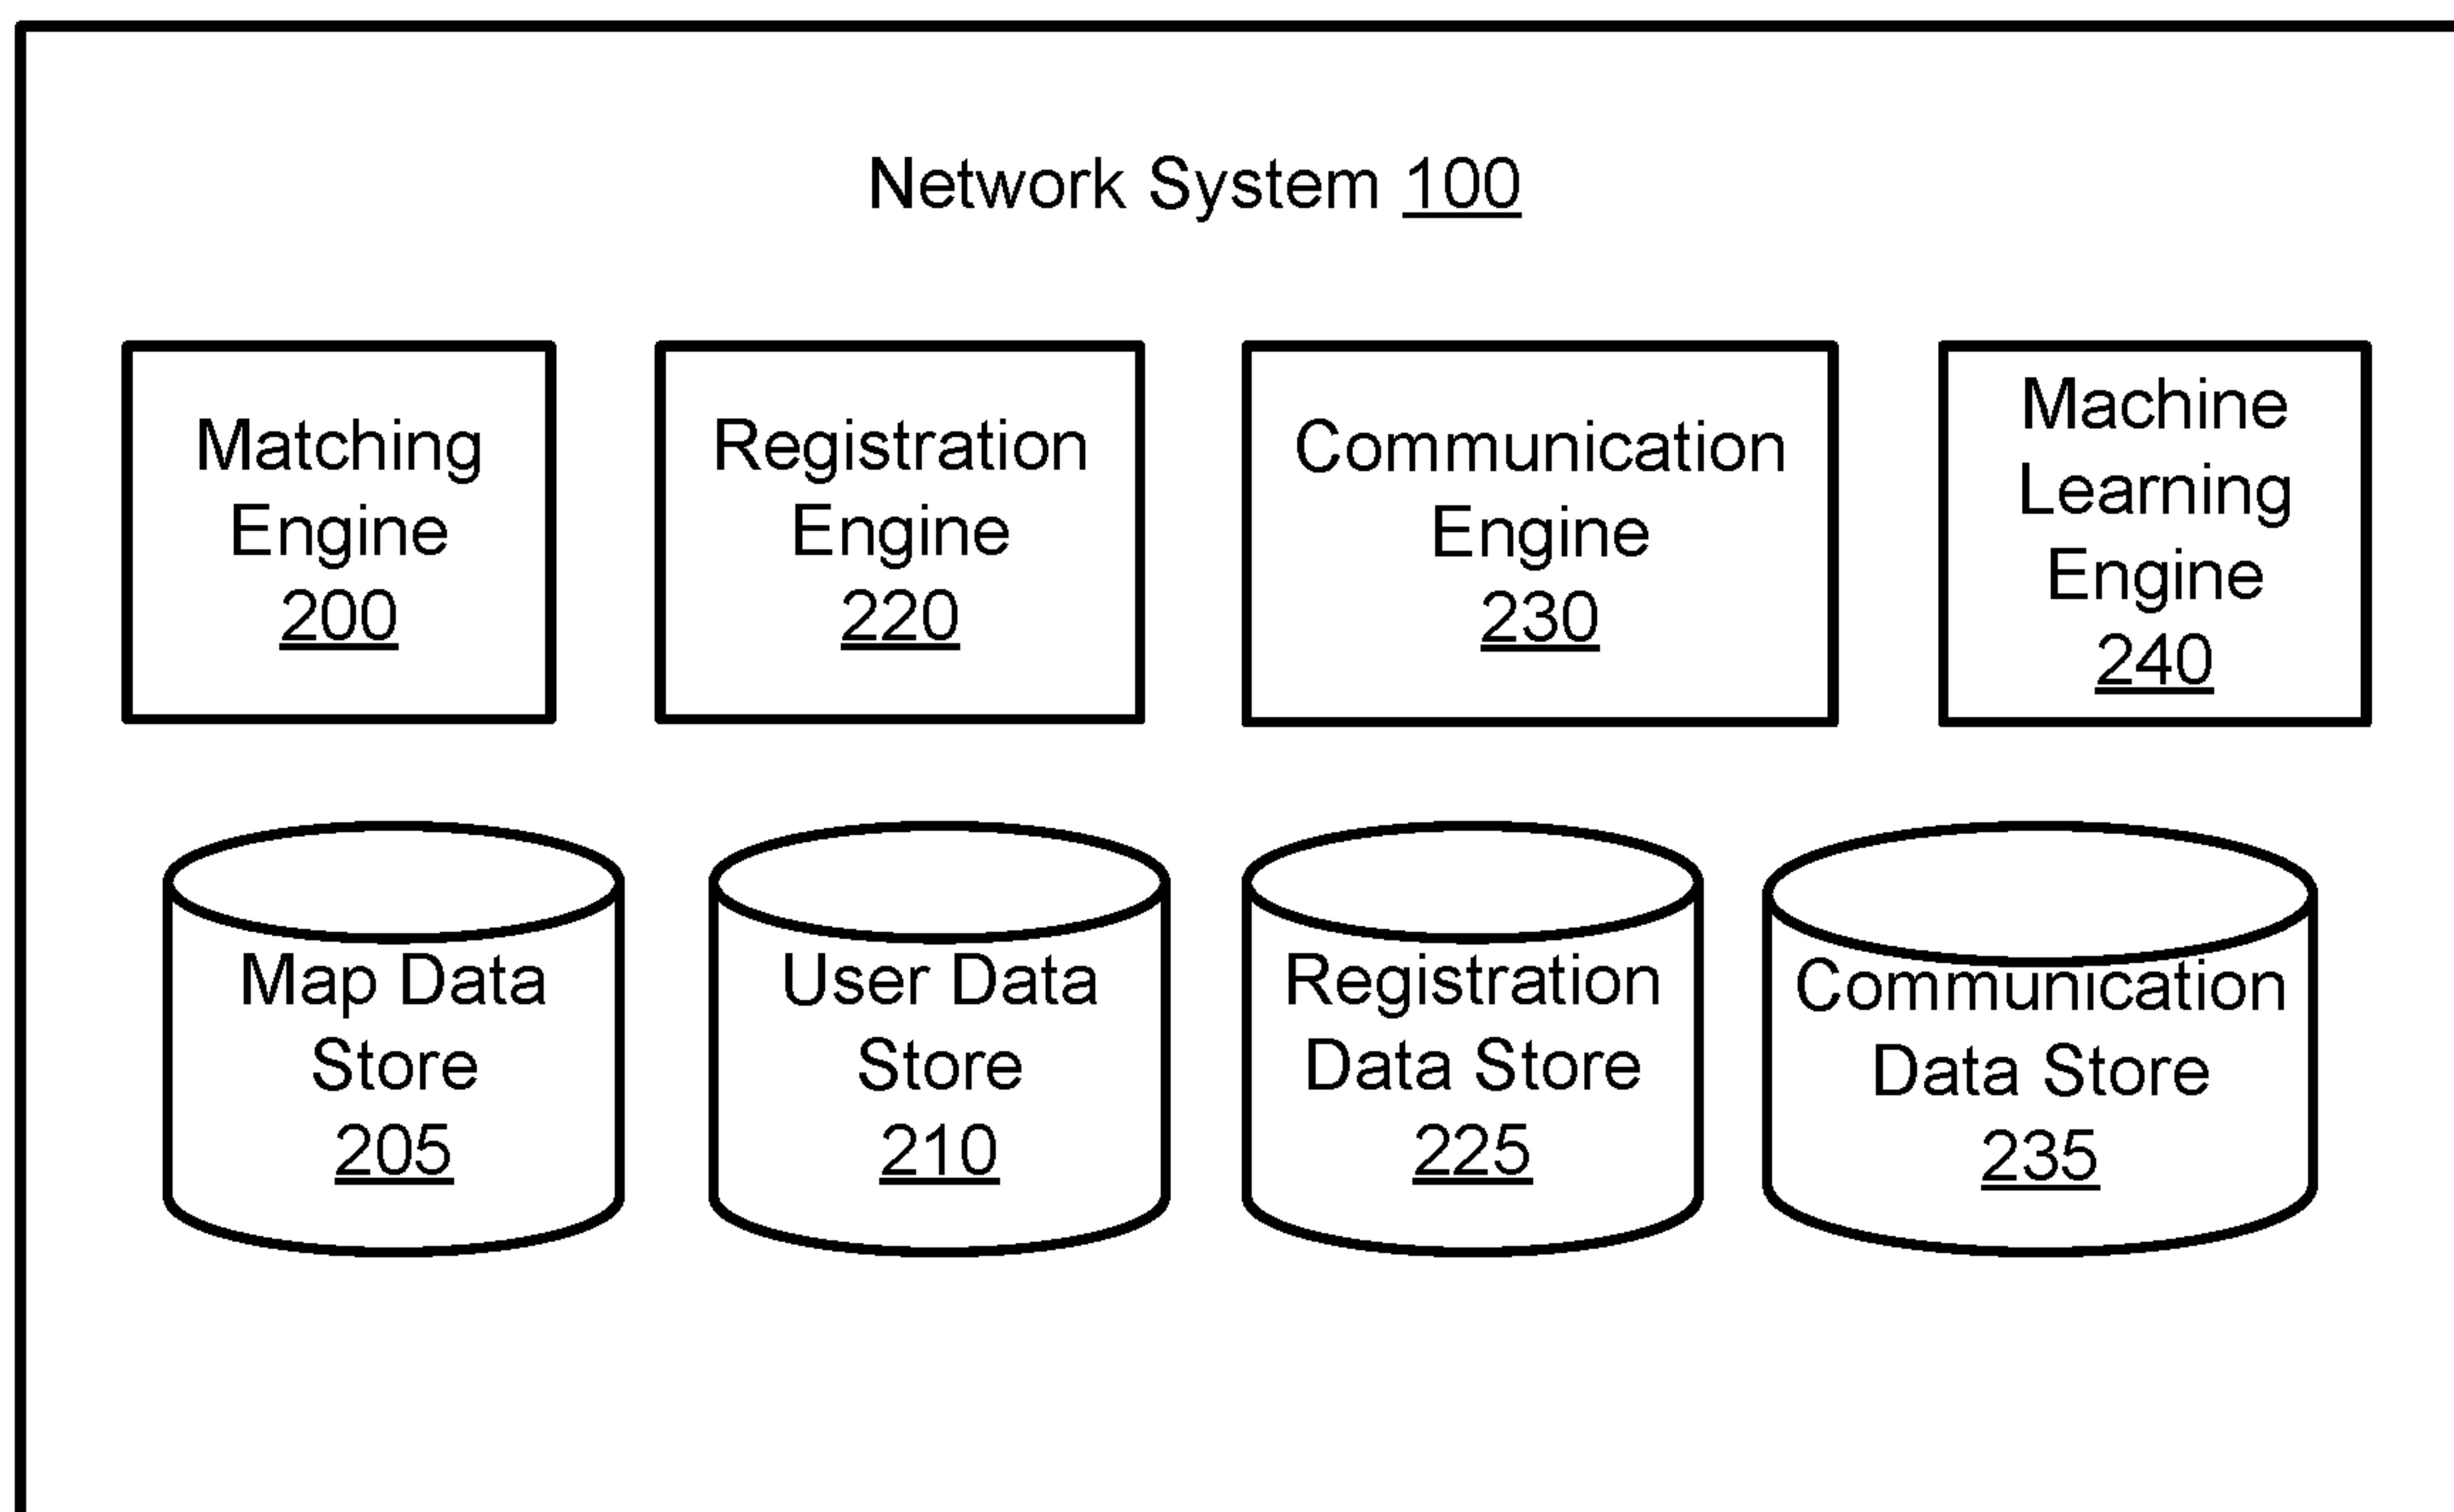 Network System 100
Matching
Engine
200
Registration
Engine
220
Communication
Engine
230
Machine
Learning
Engine
240
Map Data
Store
205
User Data
Store
210
Registration
Data Store
225
Communication
Data Store
235